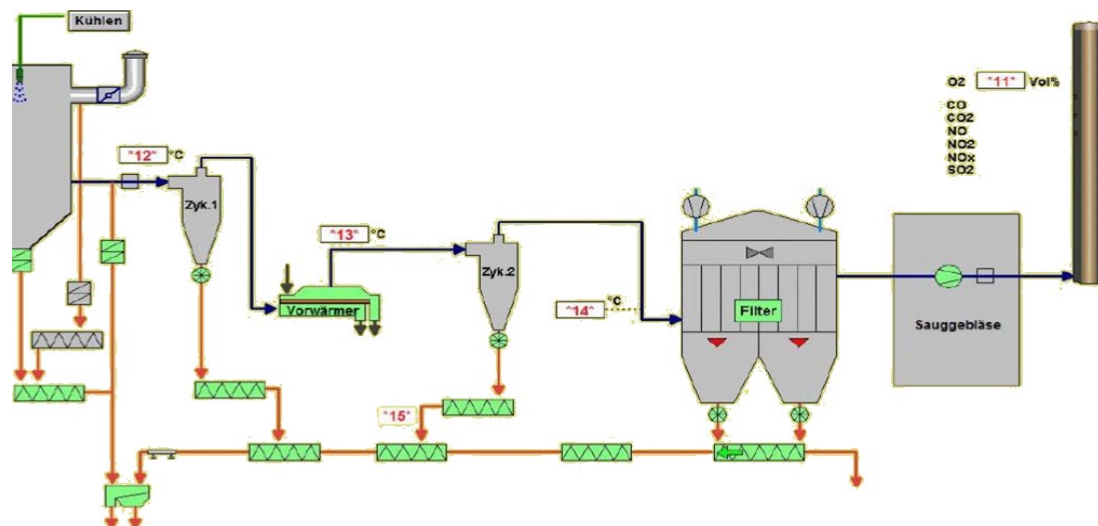 Kühlen
O2 "11" Vol%
CO
CO2
NO
NO2
NOx
SO2
"12" °C
Zyk.1
"13" °C
Zyk.2
Vorwärmer
"14" °C
Filter
Sauggebläse
"15"